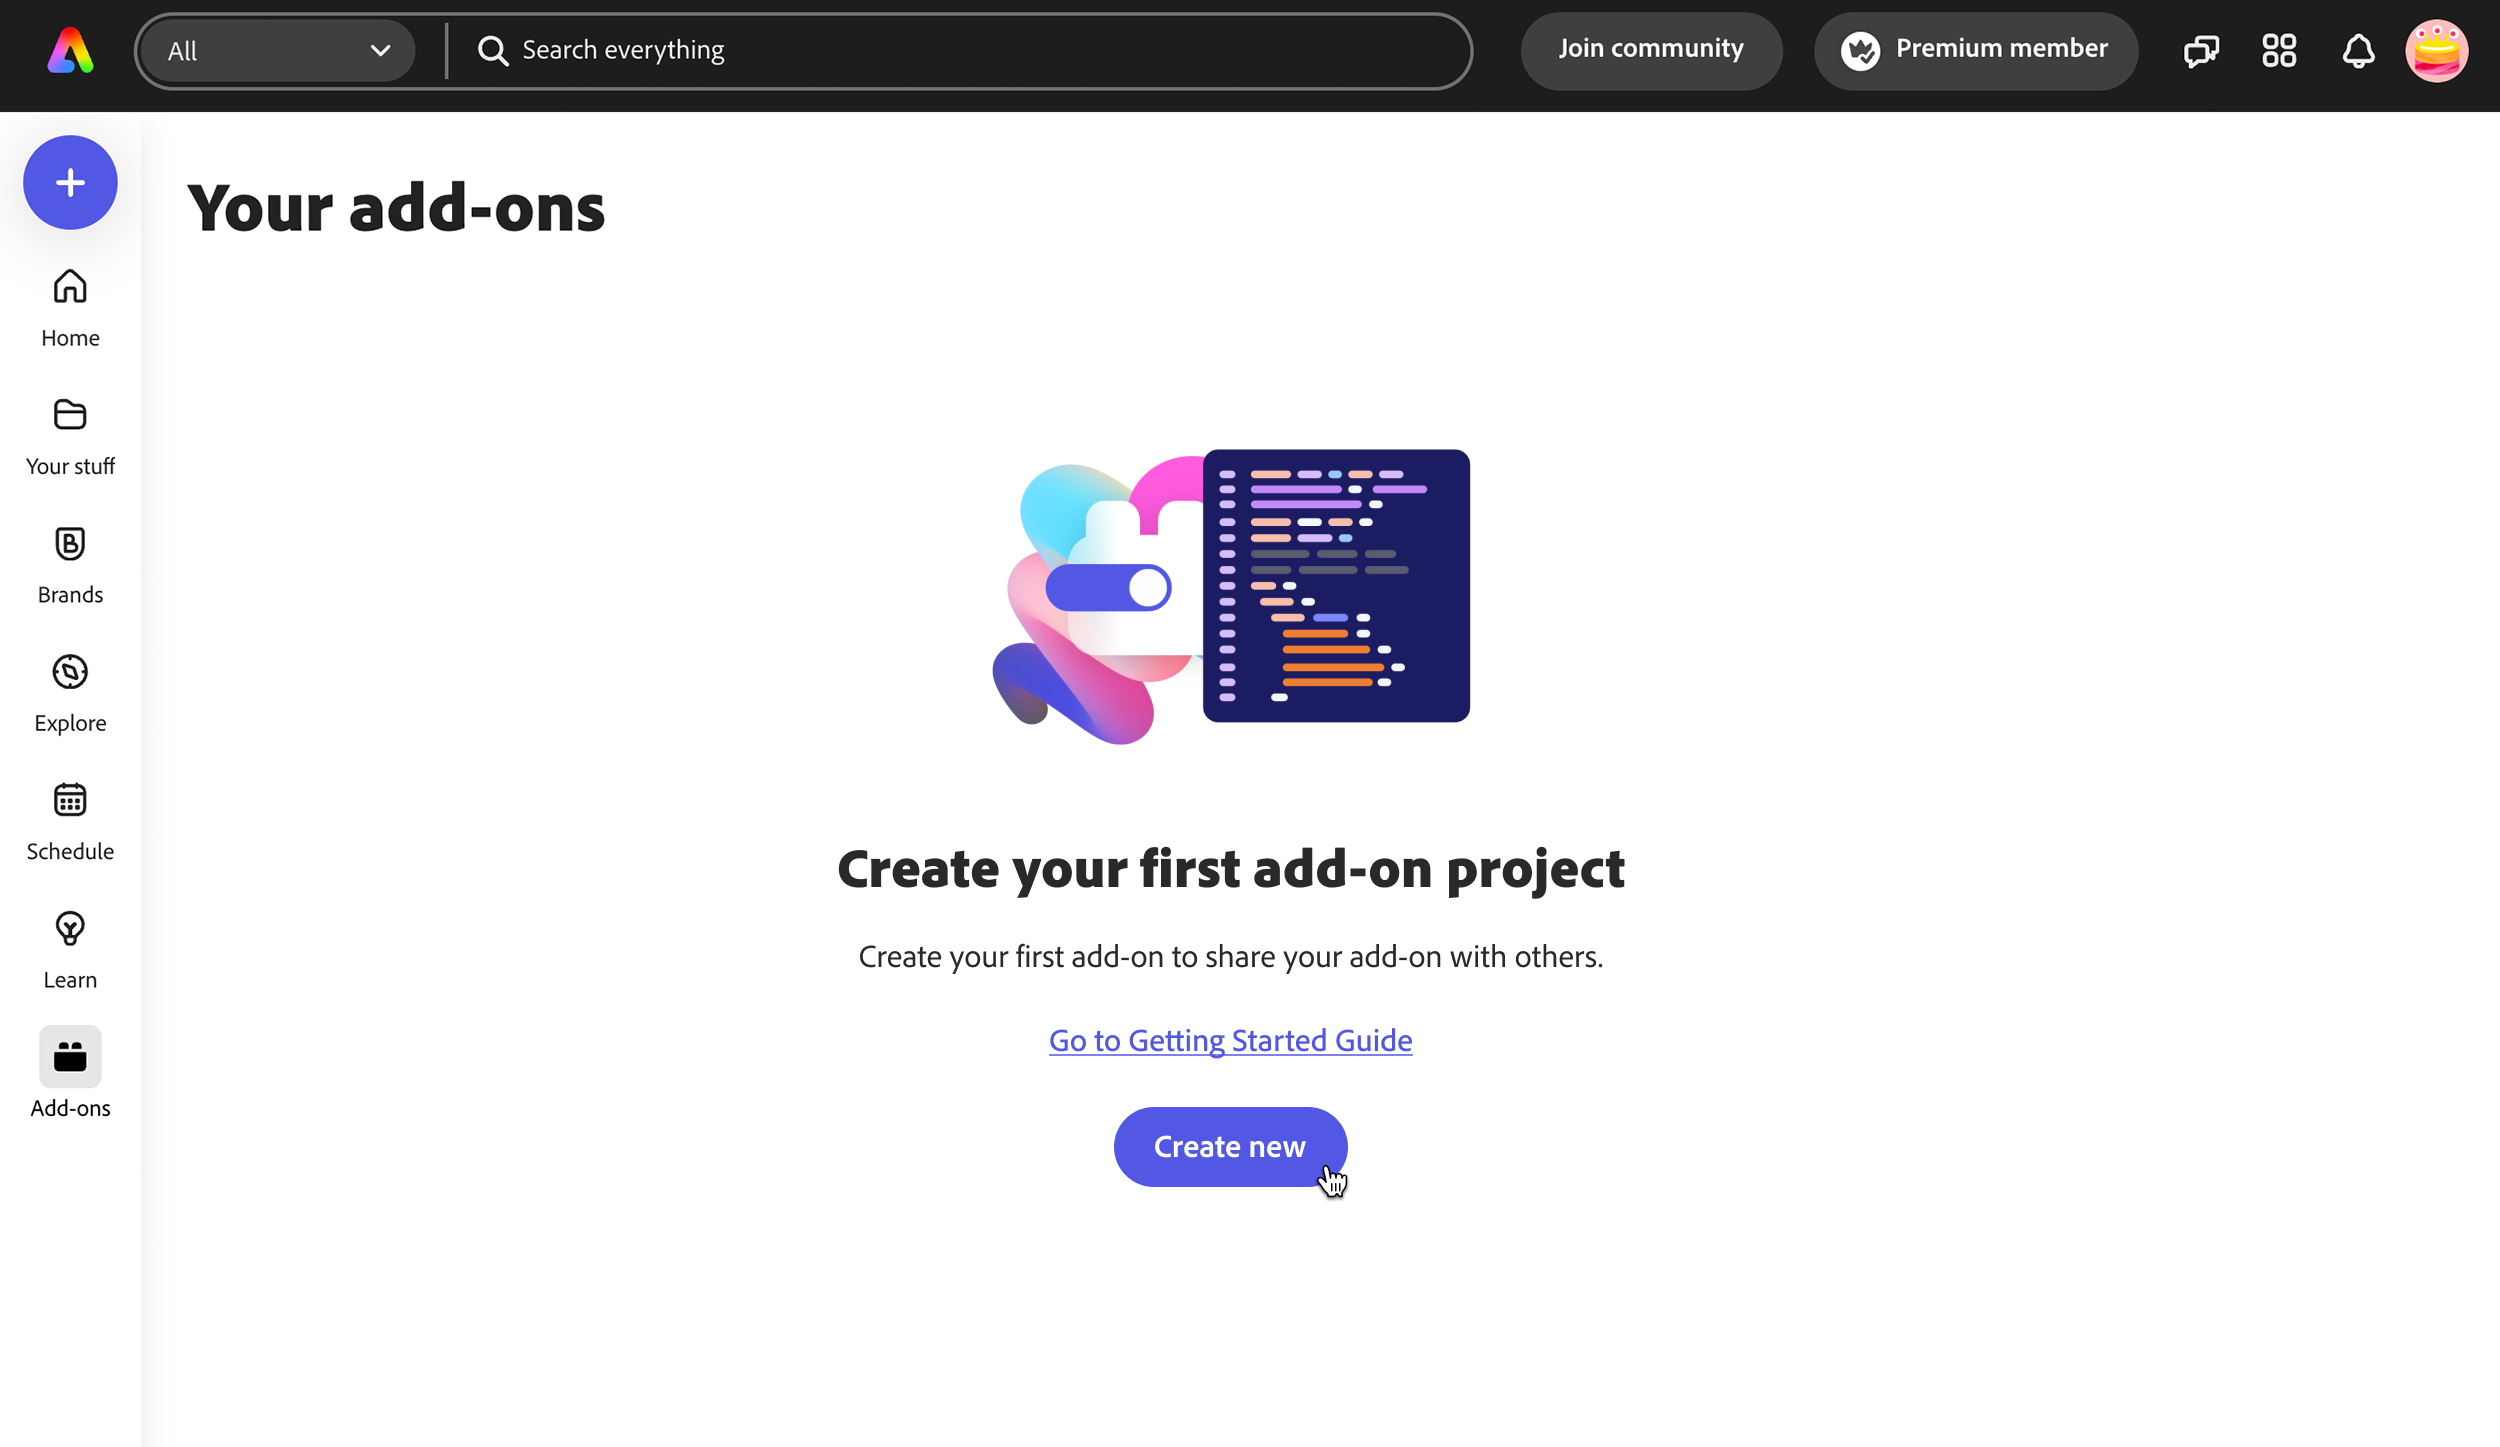 All
Search everything
Join community
Premium member
Your add-ons
Home
Your stuff
B
Brands
Explore
Schedule
Learn
Add-ons
Create your first add-on project
Create your first add-on to share your add-on with others.
Go to Getting Started Guide
Create new